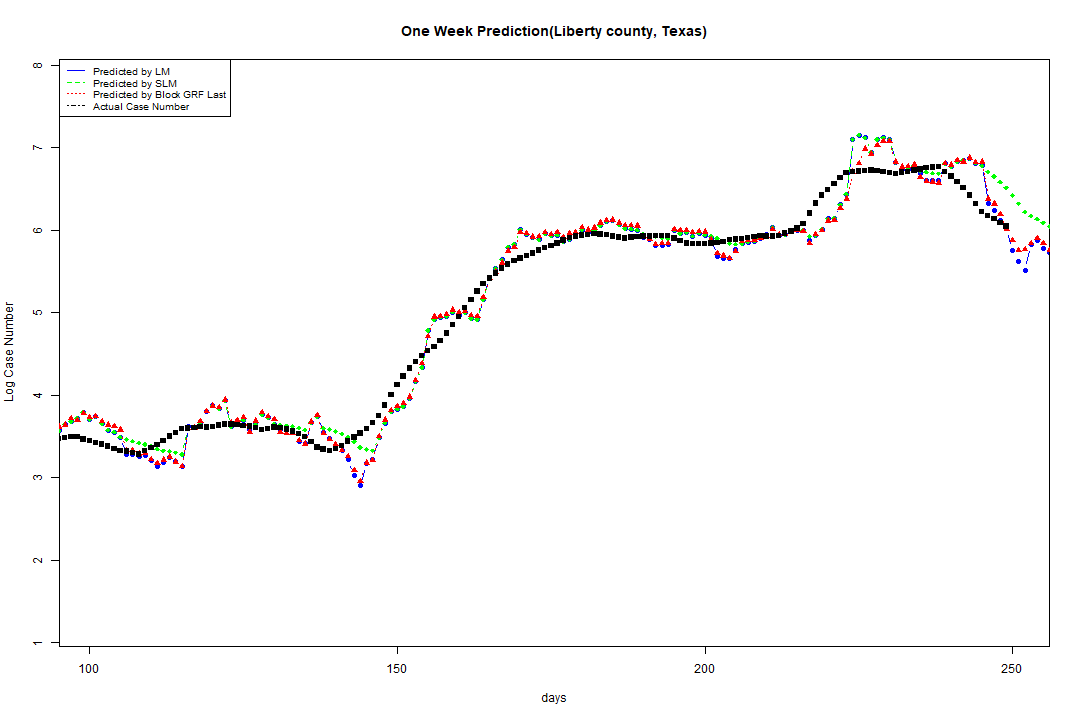 One Week Prediction(Liberty county, Texas)
Predicted by LM
Predicted by SLM
Predicted by Block GRF Last
Actual Case Number
8
7
6
5
4
3
2
1
Log Case Number
100
150
200
250
days